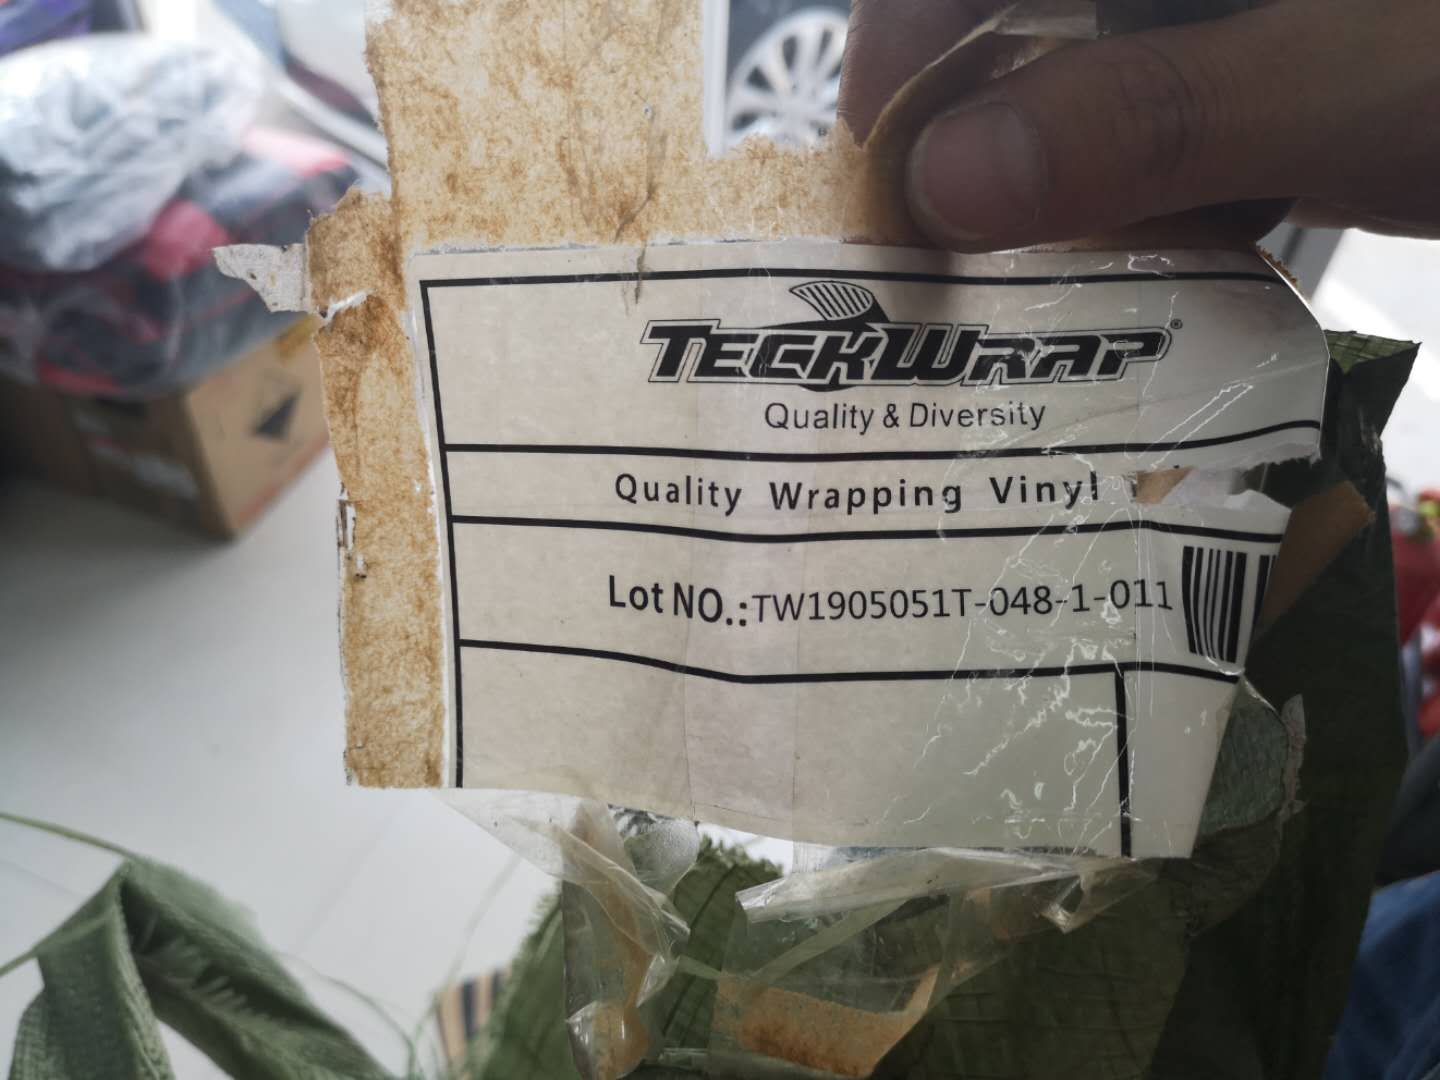 TECKWRAP®
Quality & Diversity
Quality Wrapping Vinyl
Lot NO.:TW1905051T-048-1-011